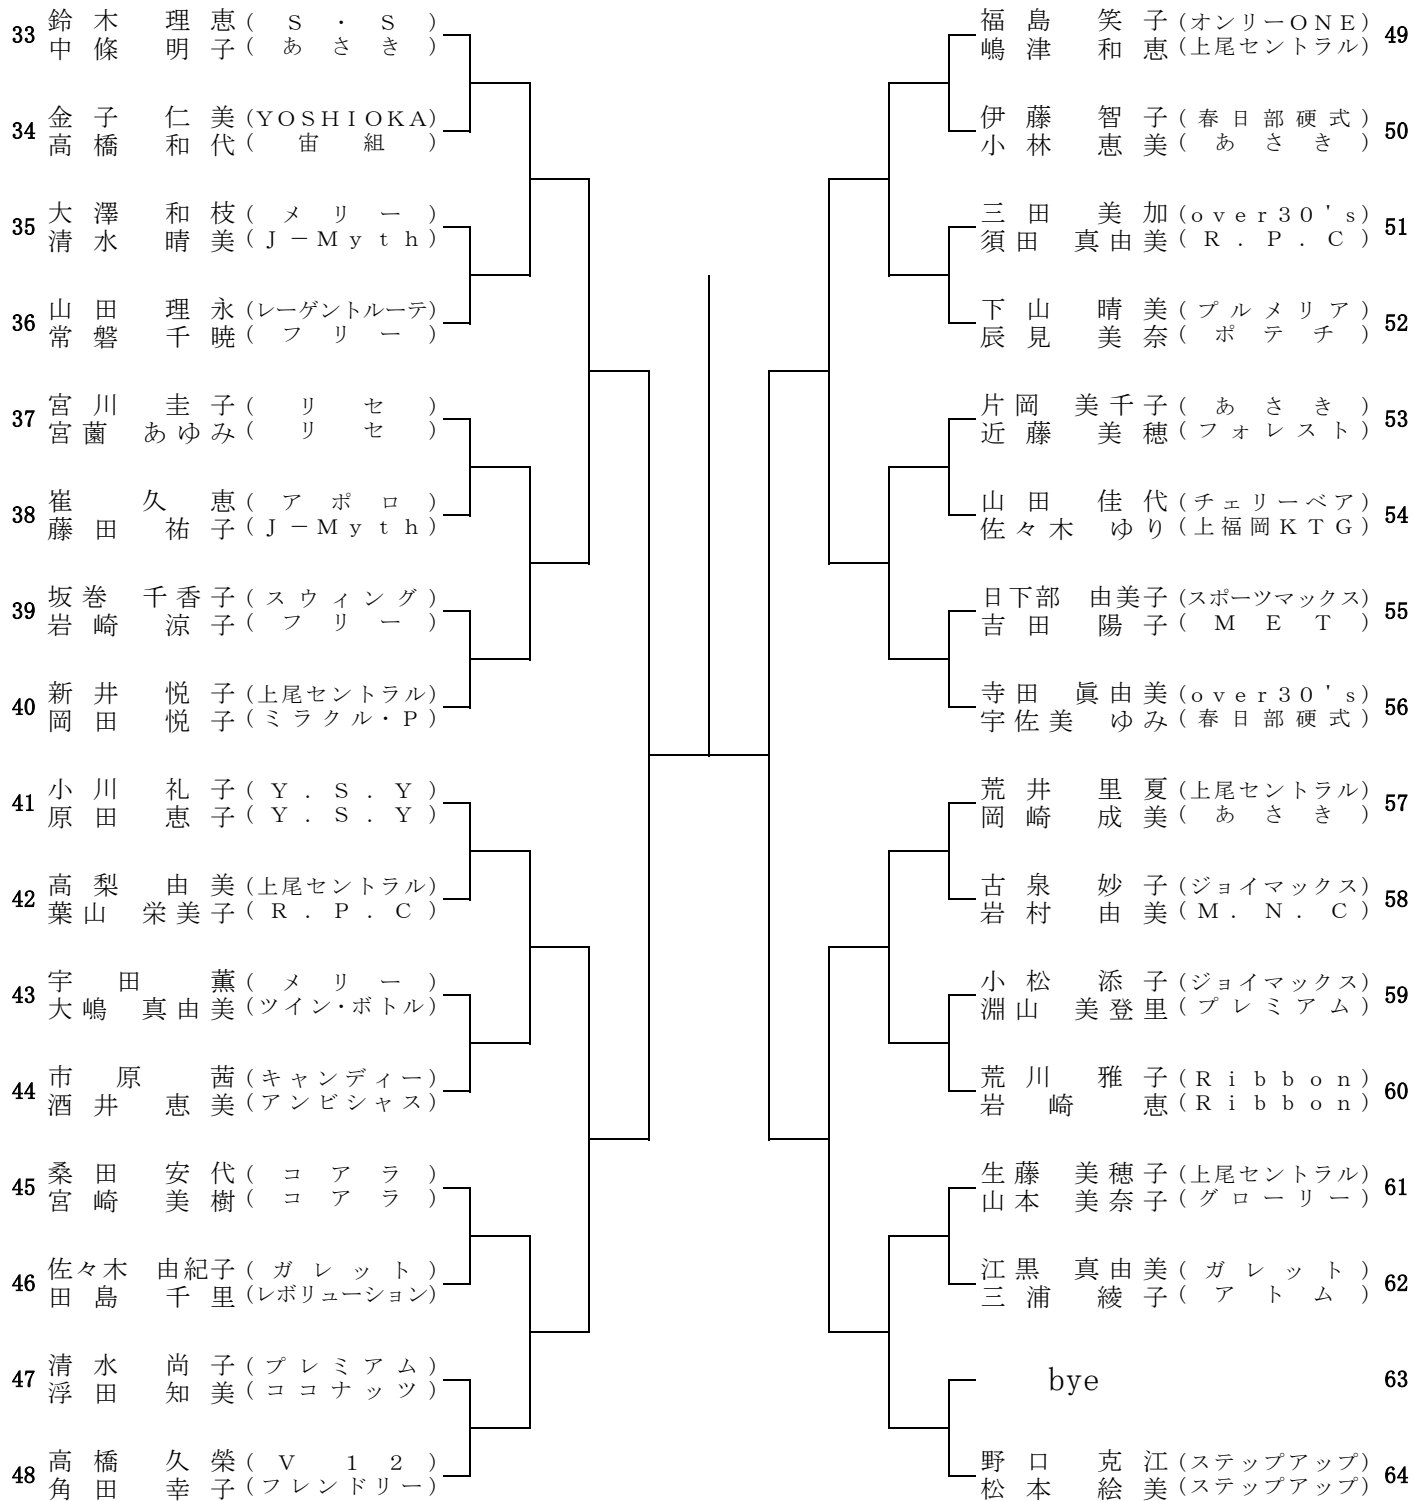 33 鈴木 理恵 (S・S)
中條 明子 (あさき)
34 金子 仁美 (YOSHIOKA)
高橋 和代 (宙組)
35 大澤 和枝 (メリー)
清水 晴美 (J－Myth)
36 山田 理永 (レーゲントルーテ)
常磐 千暁 (フリー)
37 宮川 圭子 (リセ)
宮薗 あゆみ (リセ)
38 崔 久恵 (アポロ)
藤田 祐子 (J－Myth)
39 坂巻 千香子 (スウィング)
岩崎 涼子 (フリー)
40 新井 悦子 (上尾セントラル)
岡田 悦子 (ミラクル・P)
41 小川 礼子 (Y.S.Y)
原田 恵子 (Y.S.Y)
42 高梨 由美 (上尾セントラル)
葉山 栄美子 (R.P.C)
43 宇田 薫 (メリー)
大嶋 真由美 (ツイン・ボトル)
44 市原 茜 (キャンディー)
酒井 恵美 (アンビシャス)
45 桑田 安代 (コアラ)
宮崎 美樹 (コアラ)
46 佐々木 由紀子 (ガレット)
田島 千里 (レボリューション)
47 清水 尚子 (プレミアム)
浮田 知美 (ココナッツ)
48 高橋 久榮 (V12)
角田 幸子 (フレンドリー)
福島 笑子 (オンリーONE) 49
嶋津 和恵 (上尾セントラル)
伊藤 智子 (春日部硬式) 50
小林 恵美 (あさき)
三田 美加 (over30's) 51
須田 真由美 (R.P.C)
下山 晴美 (プルメリア) 52
辰見 美奈 (ポテチ)
片岡 美千子 (あさき) 53
近藤 美穂 (フォレスト)
山田 佳代 (チェリーベア) 54
佐々木 ゆり (上福岡KTG)
日下部 由美子 (スポーツマックス) 55
吉田 陽子 (MET)
寺田 眞由美 (over30's) 56
宇佐美 ゆみ (春日部硬式)
荒井 里夏 (上尾セントラル) 57
岡崎 成美 (あさき)
古泉 妙子 (ジョイマックス) 58
岩村 由美 (M.N.C)
小松 添子 (ジョイマックス) 59
淵山 美登里 (プレミアム)
荒川 雅子 (Ribbon) 60
岩崎 恵 (Ribbon)
生藤 美穂子 (上尾セントラル) 61
山本 美奈子 (グローリー)
江黒 真由美 (ガレット) 62
三浦 綾子 (アトム)
bye 63
野口 克江 (ステップアップ) 64
松本 絵美 (ステップアップ)